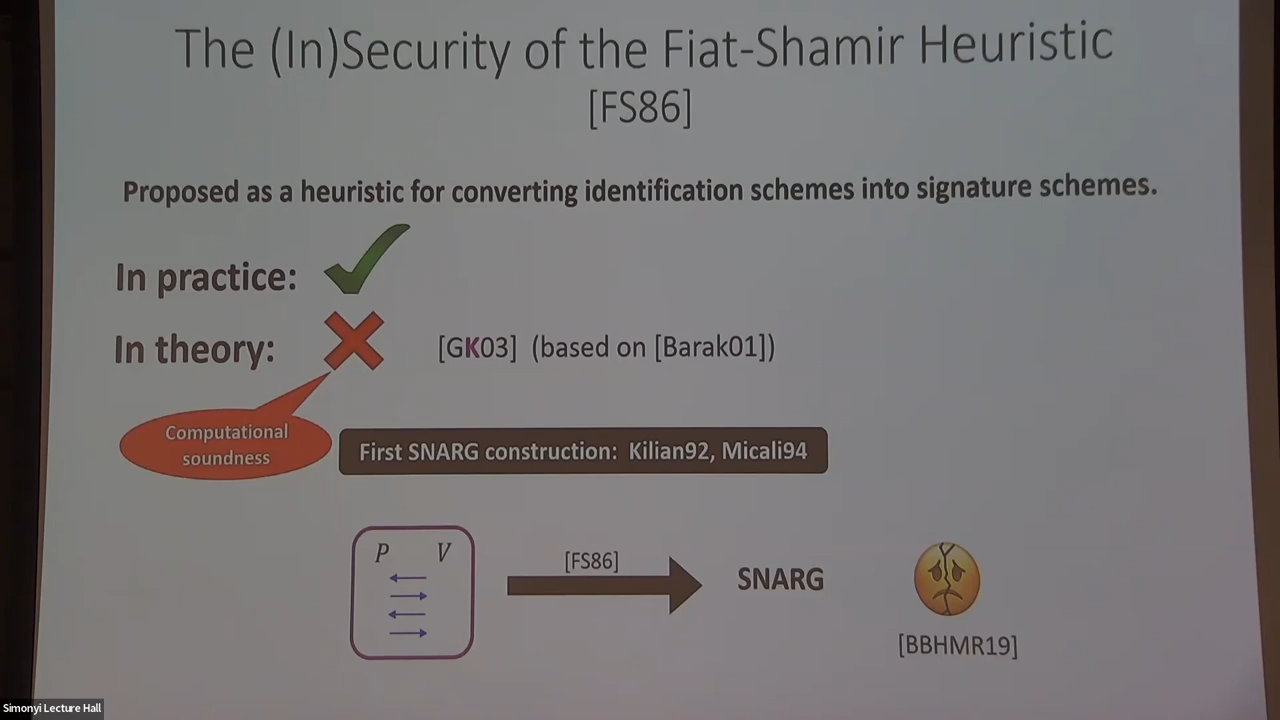 The (In)Security of the Fiat-Shamir Heuristic
[FS86]
Proposed as a heuristic for converting identification schemes into signature schemes.
In practice:
In theory:
[GK03] (based on [Barak01])
Computational
soundness
First SNARG construction: Kilian92, Micali94
P V
[FS86]
SNARG
[BBHMR19]
Simonyi Lecture Hall